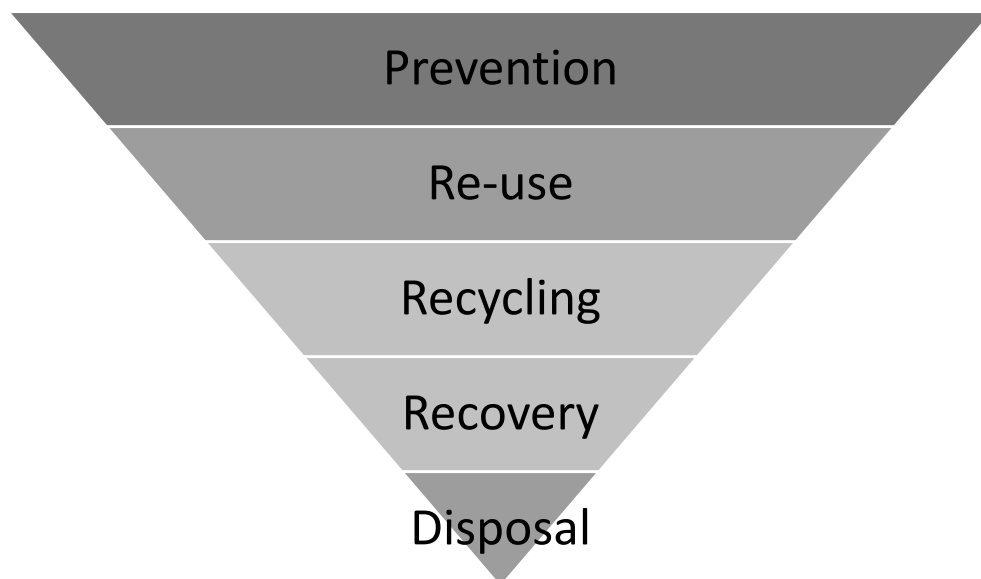 Prevention
Re-use
Recycling
Recovery
Disposal